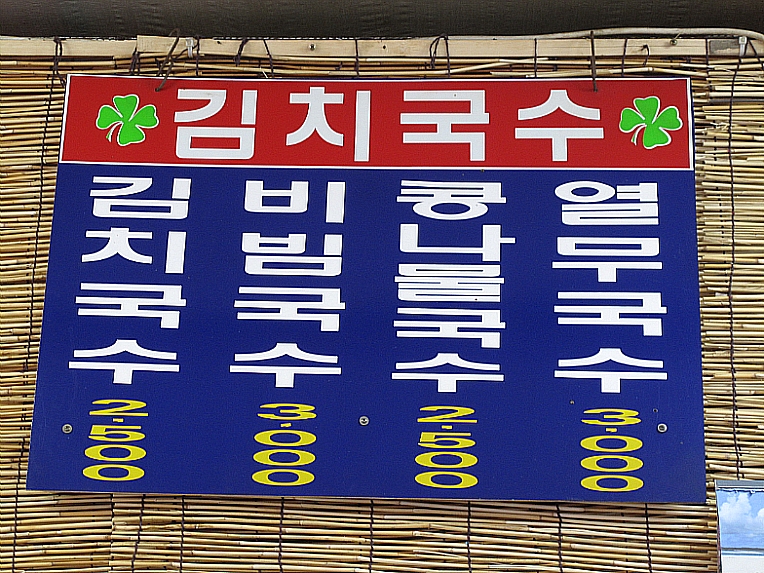 김치국수
김치국수 2.500
비빔국수 3.000
콩나물국수 2.500
열무국수 3.000